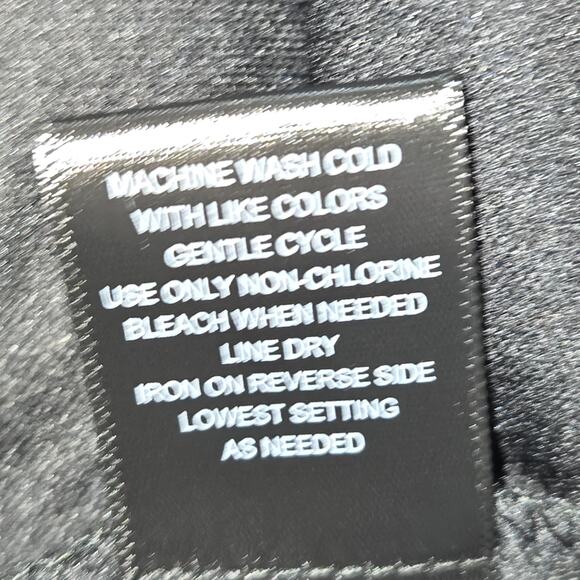 MACHINE WASH COLD
WITH LIKE COLORS
GENTLE CYCLE
USE ONLY NON-CHLORINE
BLEACH WHEN NEEDED
LINE DRY
IRON ON REVERSE SIDE
LOWEST SETTING
AS NEEDED